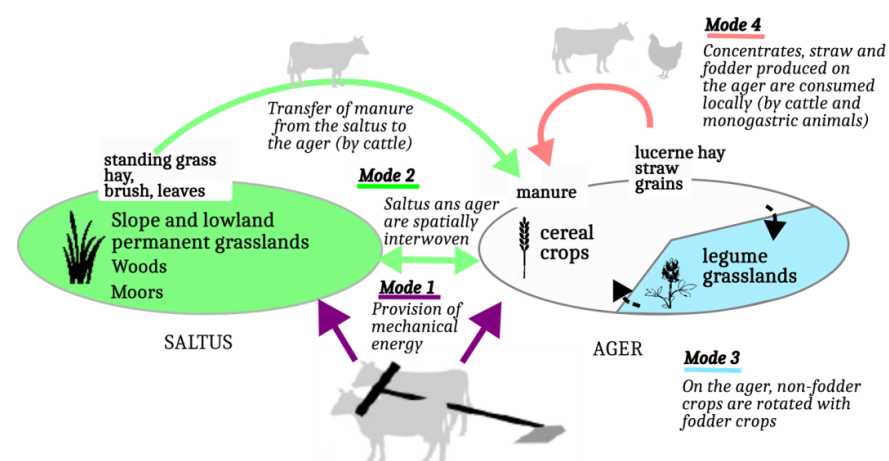 Mode 4
Concentrates, straw and
fodder produced on
the ager are consumed
locally (by cattle and
monogastric animals)
Transfer of manure
from the saltus to
the ager (by cattle)
standing grass
hay,
brush, leaves
lucerne hay
straw
grains
Mode 2
Saltus ans ager
are spatially
interwoven
manure
Slope and lowland
permanent grasslands
Woods
Moors
cereal
crops
legume
grasslands
Mode 1
Provision of
mechanical
energy
SALTUS
AGER
Mode 3
On the ager, non-fodder
crops are rotated with
fodder crops